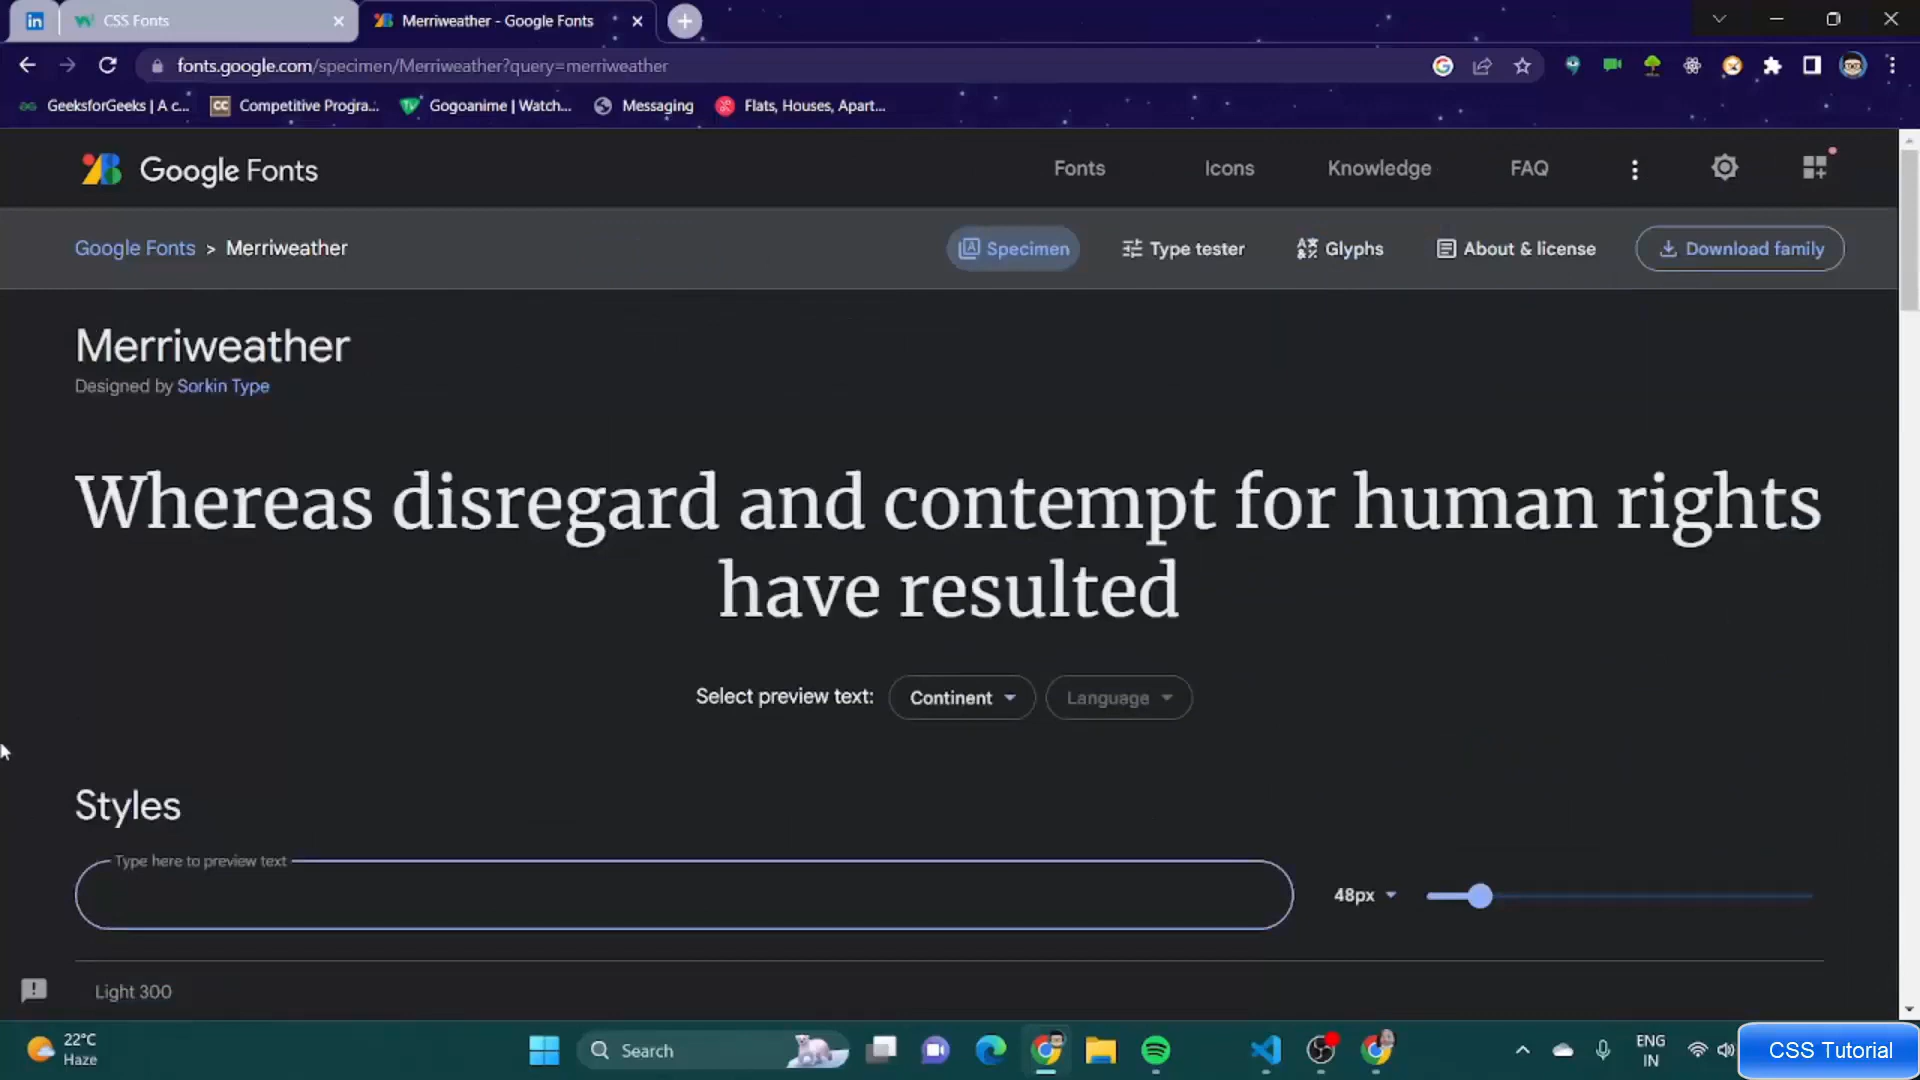 CSS Fonts
Merriweather - Google Fonts
fonts.google.com/specimen/Merriweather?query=merriweather
GeeksforGeeks | A c...
CC Competitive Progra...
Gogoanime | Watch...
Messaging
Flats, Houses, Apart...
Google Fonts
Fonts
Icons
Knowledge
FAQ
Google Fonts > Merriweather
Specimen
Type tester
Glyphs
About & license
Download family
Merriweather
Designed by Sorkin Type
Whereas disregard and contempt for human rights
have resulted
Select preview text:
Continent
Language
Styles
Type here to preview text
48px
Light 300
22°C
Haze
Search
ENG
IN
CSS Tutorial